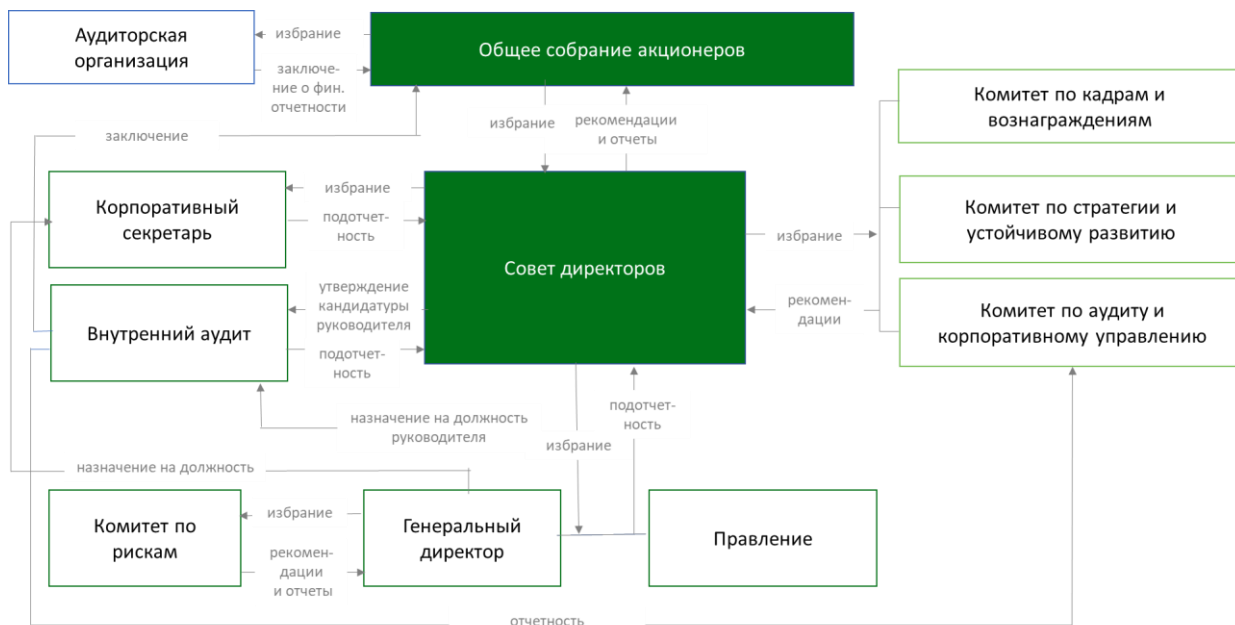 Аудиторская
организация
избрание
заключе-
ние о фин.
отчетности
Общее собрание акционеров
заключение
избрание
рекомендации
и отчеты
Комитет по кадрам и
вознаграждениям
Корпоративный
секретарь
избрание
подотчет-
ность
Совет директоров
избрание
рекомен-
дации
Комитет по стратегии и
устойчивому развитию
Внутренний аудит
утверждение
кандидатуры
руководителя
подотчет-
ность
Комитет по аудиту и
корпоративному управлению
назначение на должность
руководителя
избрание
подотчет-
ность
назначение на должность
Комитет по
рискам
избрание
рекомен-
дации
и отчеты
Генеральный
директор
Правление
отчетность